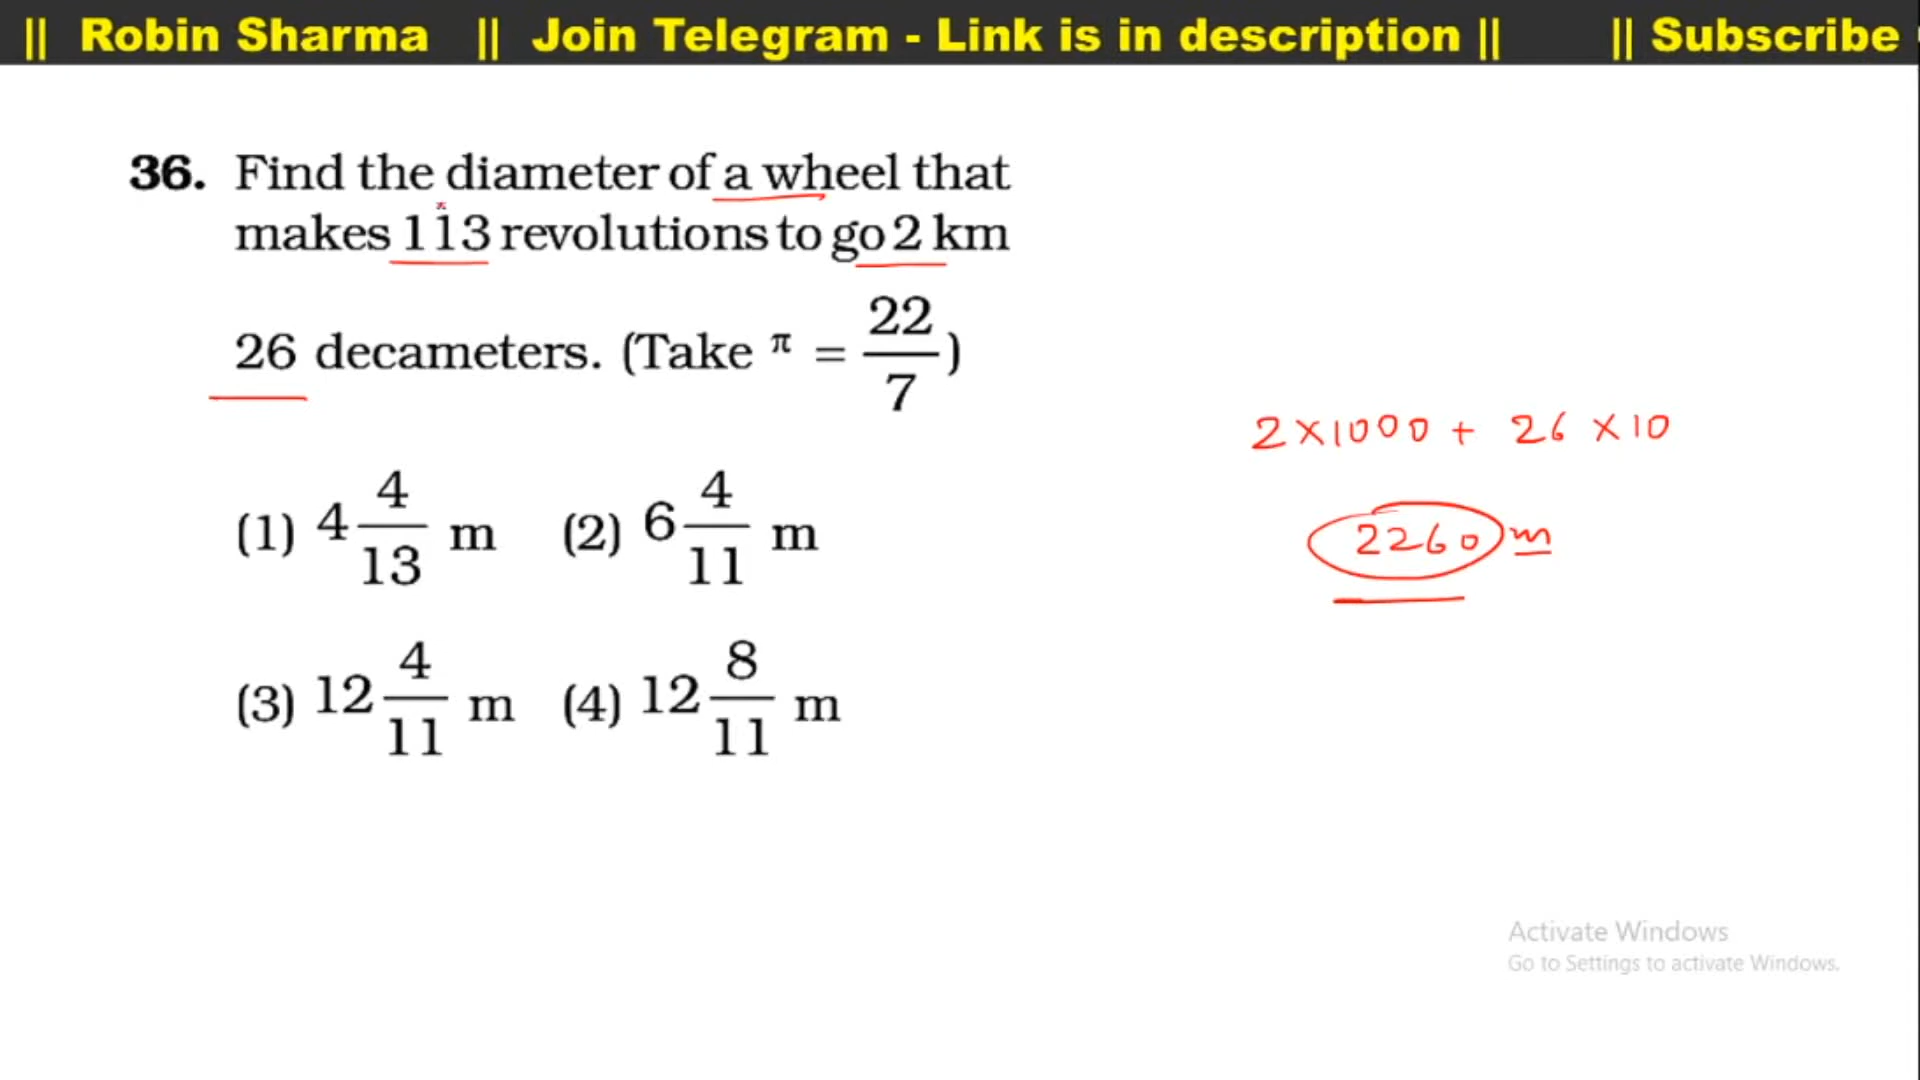 || Robin Sharma || Join Telegram - Link is in description || || Subscribe
36. Find the diameter of a wheel that
makes 113 revolutions to go 2 km
26 decameters. (Take π = 22/7)
2×1000 + 26×10
2260 m
(1) 4 4/13 m (2) 6 4/11 m
(3) 12 4/11 m (4) 12 8/11 m
Activate Windows
Go to Settings to activate Windows.